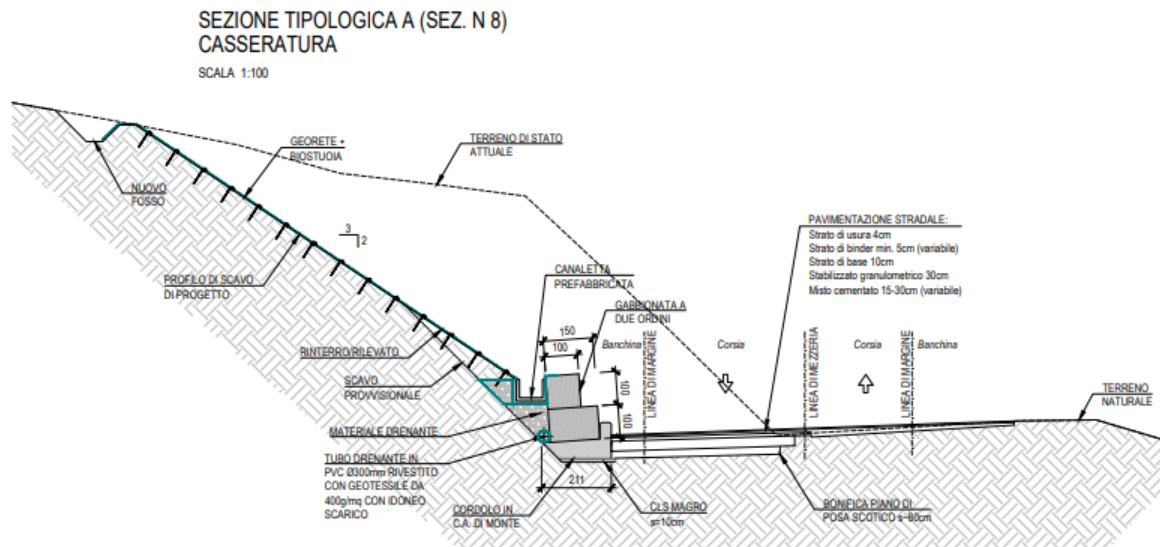 SEZIONE TIPOLOGICA A (SEZ. N 8)
CASSERATURA
SCALA 1:100
GEORETE +
BIOSTUOIA
TERRENO DI STATO
ATTUALE
NUOVO
FOSSO
3
2
PAVIMENTAZIONE STRADALE:
Strato di usura 4cm
Strato di binder min. 5cm (variabile)
Strato di base 10cm
Stabilizzato granulometrico 30cm
Misto cementato 15-30cm (variabile)
PROFILO DI SCAVO
DI PROGETTO
CANALETTA
PREFABBRICATA
GABBIONATA A
DUE ORDINI
150
100
Banchina
LINEA DI MARGINE
Corsia
LINEA DI MEZZERIA
Corsia
LINEA DI MARGINE
Banchina
RINTERRO/RILEVATO
SCAVO
PROVVISIONALE
100
100
TERRENO
NATURALE
MATERIALE DRENANTE
TUBO DRENANTE IN
PVC Ø300mm RIVESTITO
CON GEOTESSILE DA
400g/mq CON IDONEO
SCARICO
211
CORDOLO IN
C.A. DI MONTE
CLS MAGRO
s=10cm
BONIFICA PIANO DI
POSA SCOTICO s=80cm